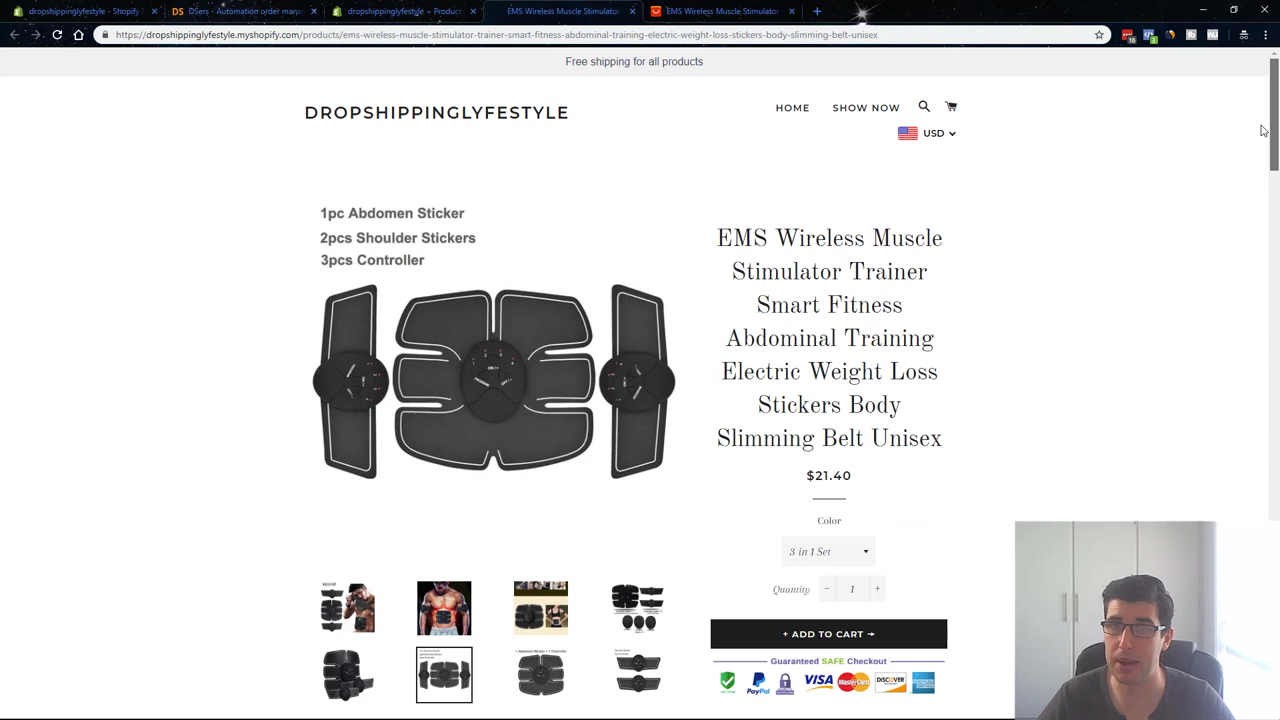 dropshippinglyfestyle - Shopify
DSers - Automation order mana
dropshippinglyfestyle ~ Product
EMS Wireless Muscle Stimulator
EMS Wireless Muscle Stimulator
https://dropshippinglyfestyle.myshopify.com/products/ems-wireless-muscle-stimulator-trainer-smart-fitness-abdominal-training-electric-weight-loss-stickers-body-slimming-belt-unisex
Free shipping for all products
DROPSHIPPINGLYFESTYLE
HOME
SHOW NOW
USD
1pc Abdomen Sticker
2pcs Shoulder Stickers
3pcs Controller
EMS Wireless Muscle
Stimulator Trainer
Smart Fitness
Abdominal Training
Electric Weight Loss
Stickers Body
Slimming Belt Unisex
$21.40
Color
3 in 1 Set
Quantity
− 1 +
+ ADD TO CART →
Guaranteed SAFE Checkout
PayPal
VISA
MasterCard
DISCOVER